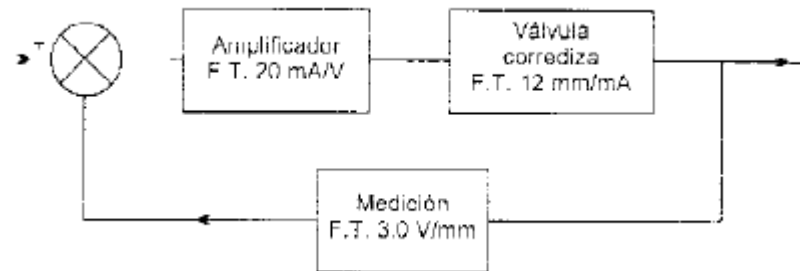 +
Amplificador
F.T. 20 mA/V
Válvula
corrediza
F.T. 12 mm/mA
Medición
F.T. 3.0 V/mm